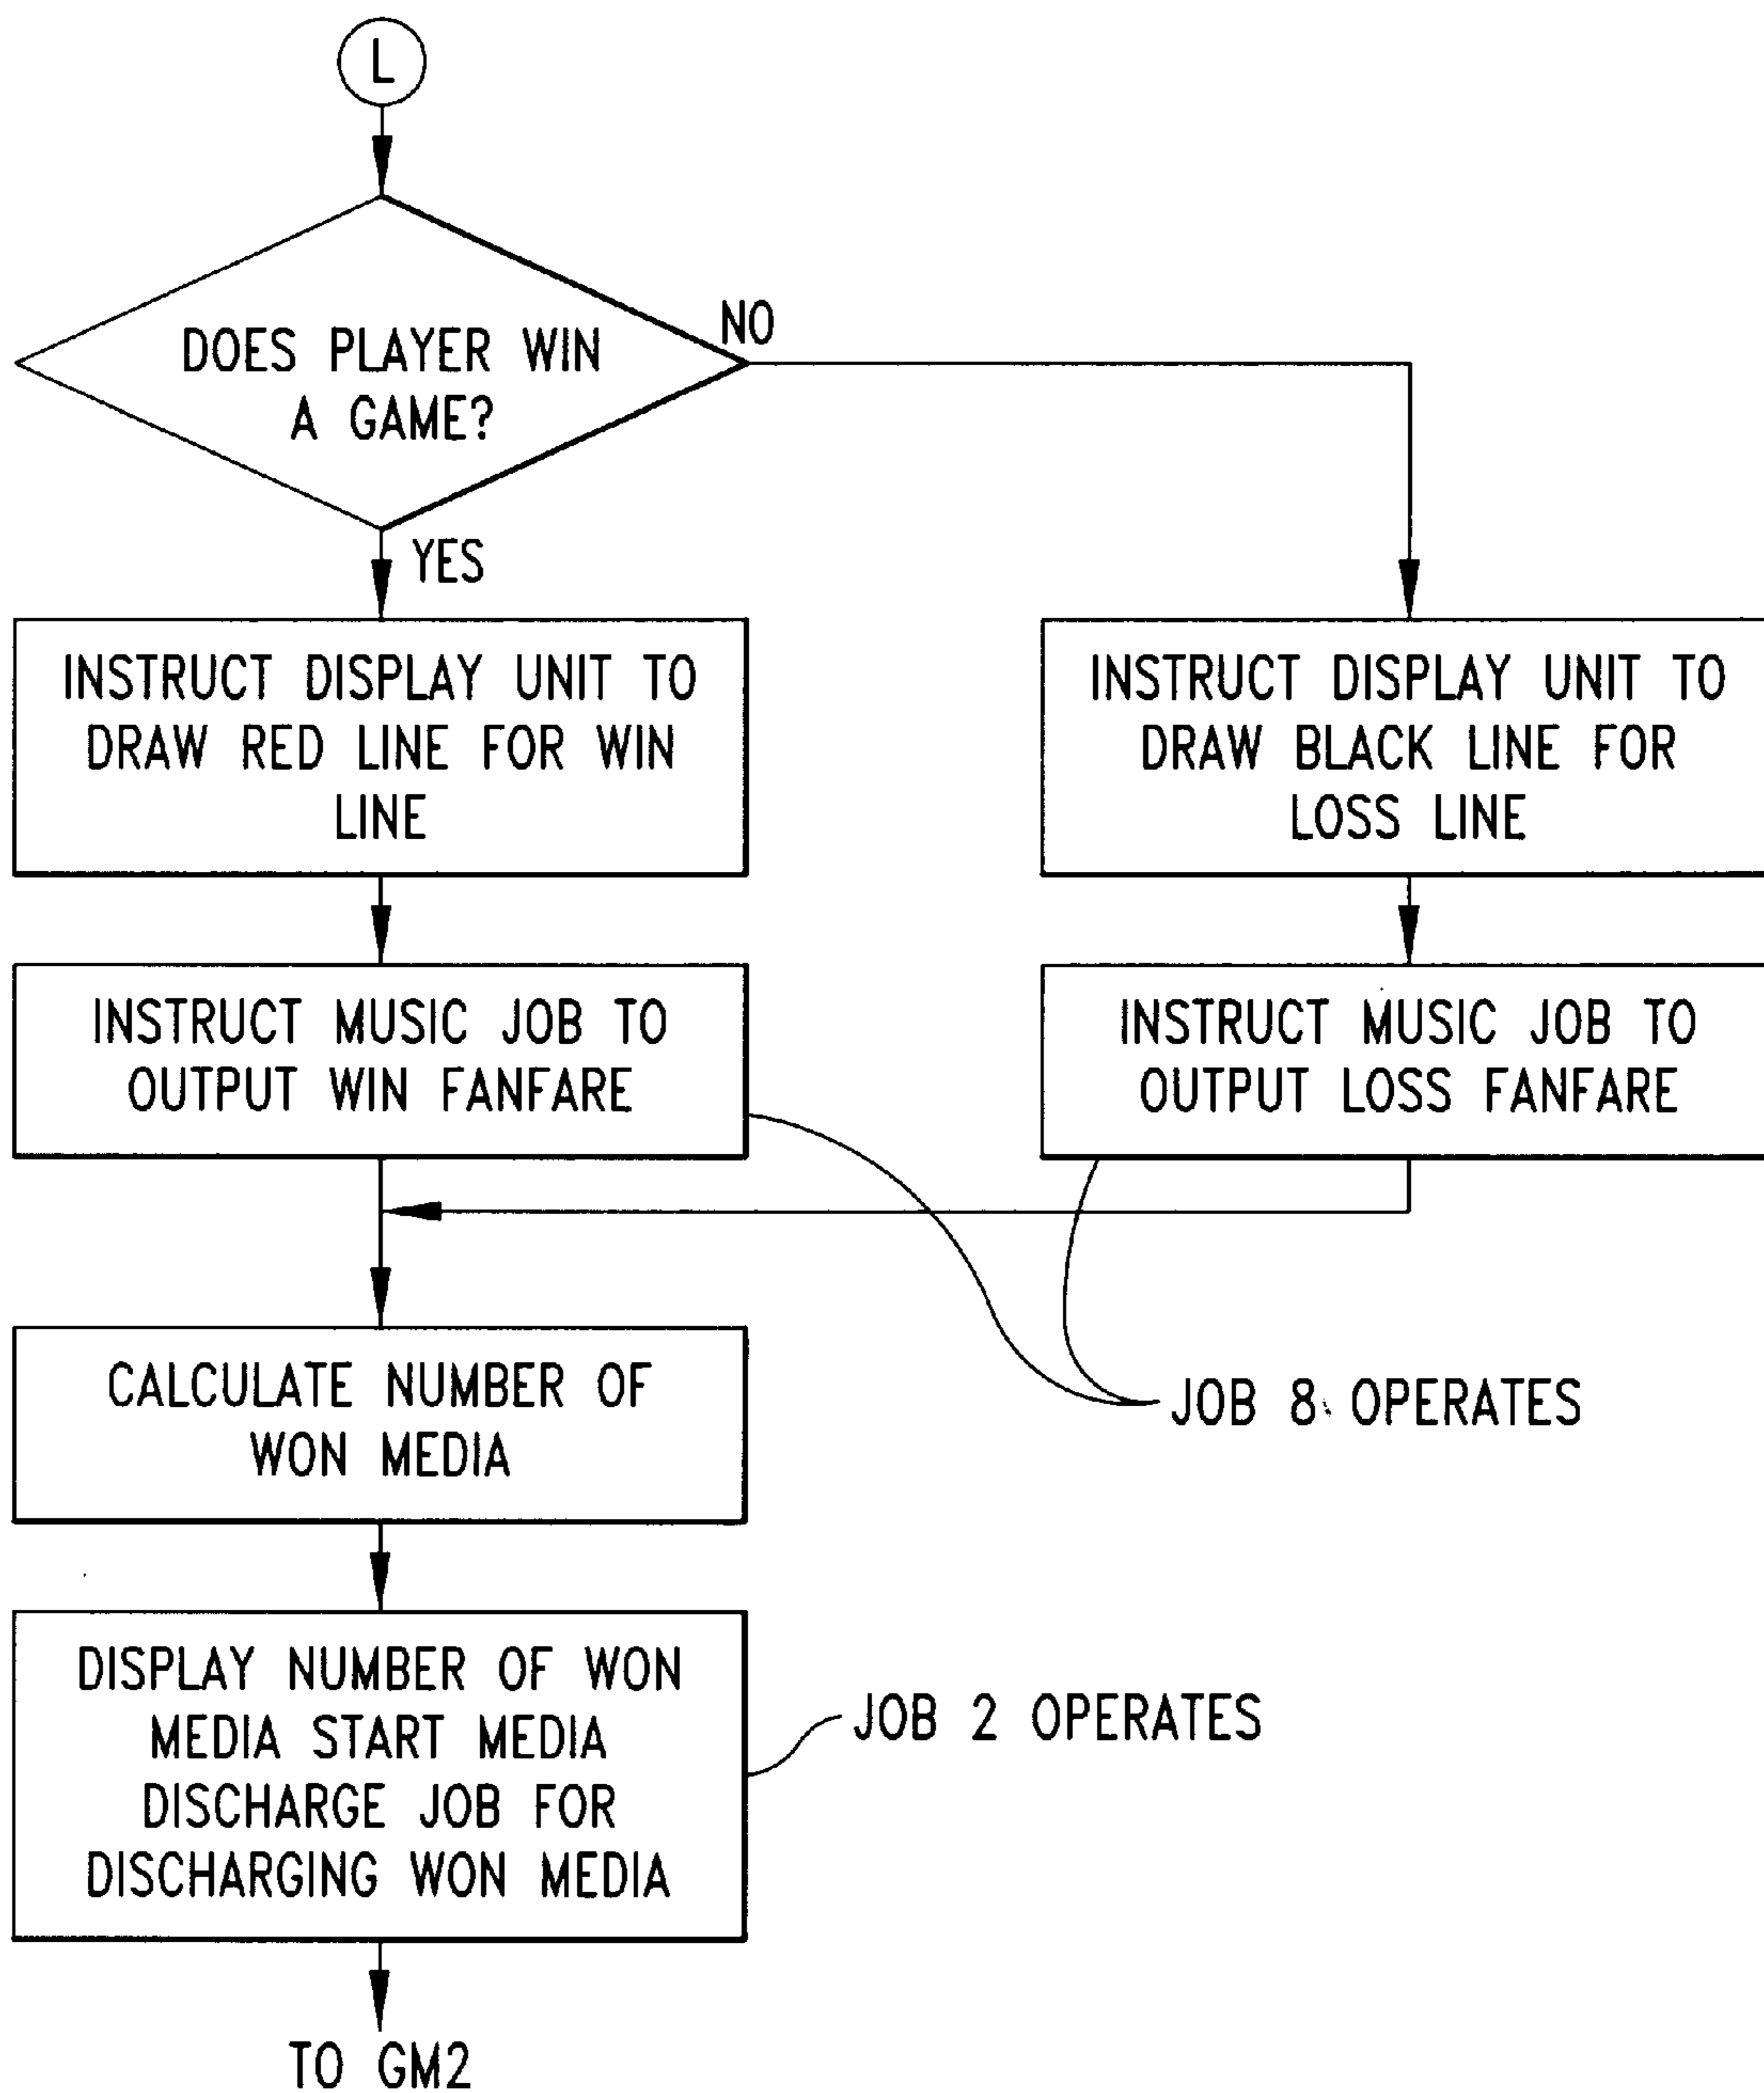 L
DOES PLAYER WIN
A GAME?
NO
YES
INSTRUCT DISPLAY UNIT TO
DRAW RED LINE FOR WIN
LINE
INSTRUCT DISPLAY UNIT TO
DRAW BLACK LINE FOR
LOSS LINE
INSTRUCT MUSIC JOB TO
OUTPUT WIN FANFARE
INSTRUCT MUSIC JOB TO
OUTPUT LOSS FANFARE
CALCULATE NUMBER OF
WON MEDIA
JOB 8 OPERATES
DISPLAY NUMBER OF WON
MEDIA START MEDIA
DISCHARGE JOB FOR
DISCHARGING WON MEDIA
JOB 2 OPERATES
TO GM2